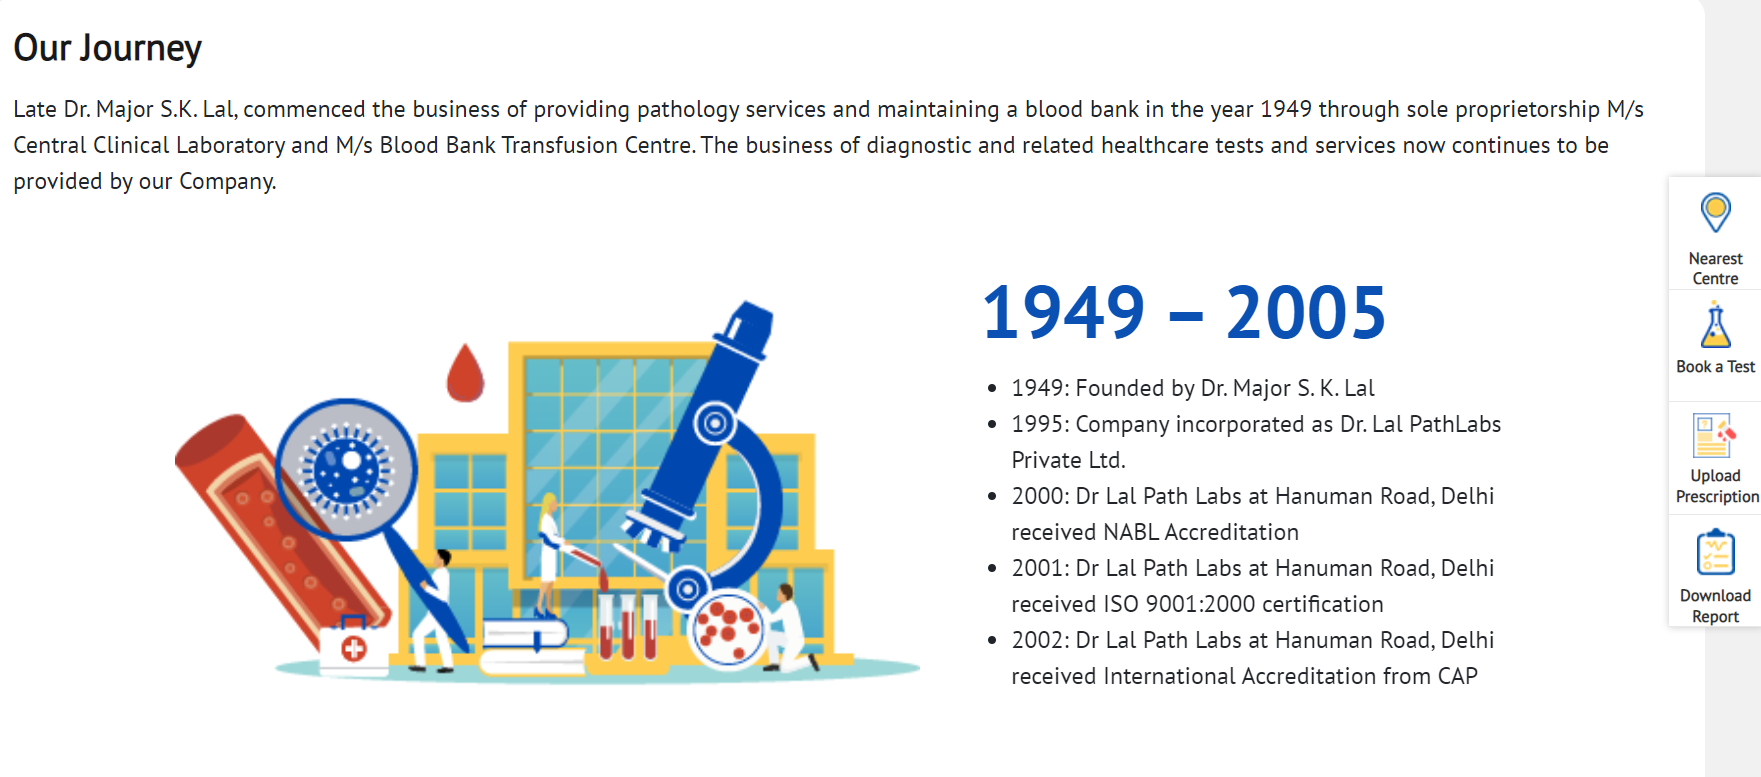 Our Journey
Late Dr. Major S.K. Lal, commenced the business of providing pathology services and maintaining a blood bank in the year 1949 through sole proprietorship M/s
Central Clinical Laboratory and M/s Blood Bank Transfusion Centre. The business of diagnostic and related healthcare tests and services now continues to be
provided by our Company.
1949 – 2005
• 1949: Founded by Dr. Major S. K. Lal
• 1995: Company incorporated as Dr. Lal PathLabs
Private Ltd.
• 2000: Dr Lal Path Labs at Hanuman Road, Delhi
received NABL Accreditation
• 2001: Dr Lal Path Labs at Hanuman Road, Delhi
received ISO 9001:2000 certification
• 2002: Dr Lal Path Labs at Hanuman Road, Delhi
received International Accreditation from CAP
Nearest
Centre
Book a Test
Upload
Prescription
Download
Report